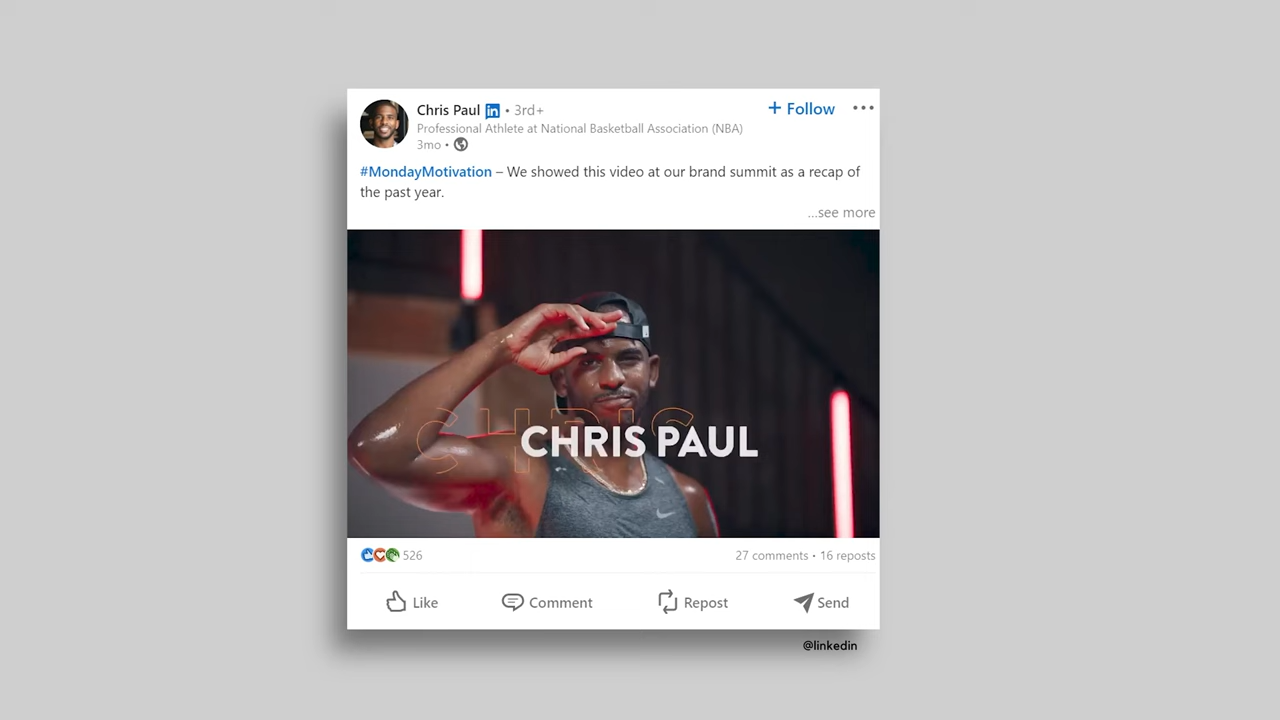 Chris Paul in • 3rd+
+ Follow
Professional Athlete at National Basketball Association (NBA)
3mo •
#MondayMotivation – We showed this video at our brand summit as a recap of
the past year.
...see more
CHRIS
CHRIS PAUL
526
27 comments • 16 reposts
Like
Comment
Repost
Send
@linkedin